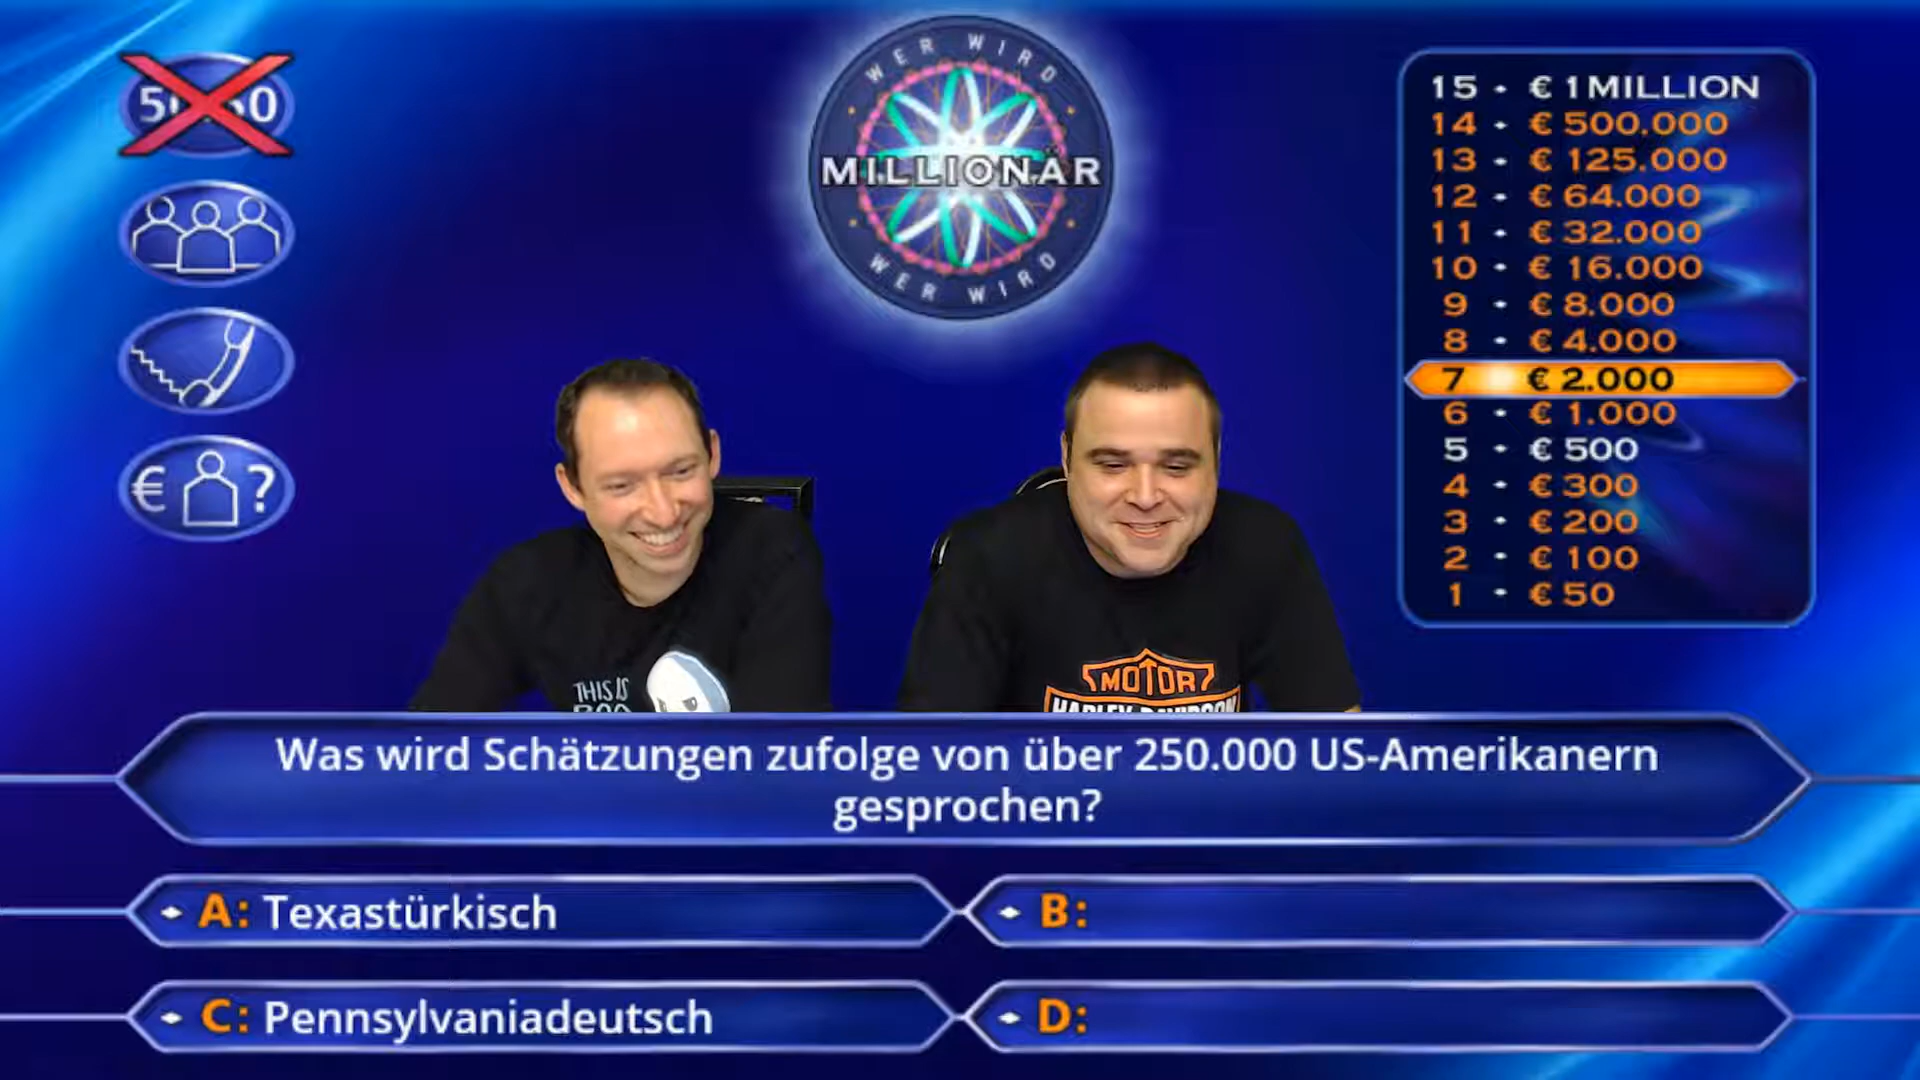 WER WIRD
MILLIONÄR
WER WIRD
15 · € 1 MILLION
14 · € 500.000
13 · € 125.000
12 · € 64.000
11 · € 32.000
10 · € 16.000
9 · € 8.000
8 · € 4.000
7 € 2.000
6 · € 1.000
5 · € 500
4 · € 300
3 · € 200
2 · € 100
1 · € 50
€ ?
THIS IS
MOTOR
HARLEY-DAVIDSON
Was wird Schätzungen zufolge von über 250.000 US-Amerikanern
gesprochen?
A: Texastürkisch
B:
C: Pennsylvaniadeutsch
D: